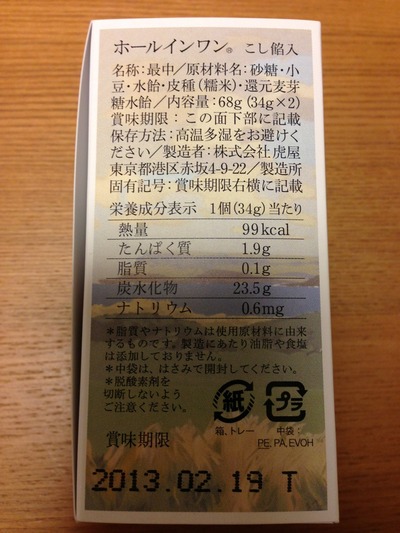 ホールインワン® こし餡入
名称:最中/原材料名:砂糖・小
豆・水飴・皮種(糯米)・還元麦芽
糖水飴/内容量:68g(34g×2)
賞味期限:この面下部に記載
保存方法:高温多湿をお避けく
ださい/製造者:株式会社虎屋
東京都港区赤坂4-9-22/製造所
固有記号:賞味期限右横に記載
栄養成分表示 1個(34g)当たり
熱量 99kcal
たんぱく質 1.9g
脂質 0.1g
炭水化物 23.5g
ナトリウム 0.6mg
*脂質やナトリウムは使用原材料に由来
するものです。製造にあたり油脂や食塩
は添加しておりません。
*中袋は、はさみで開封してください。
*脱酸素剤を
切断しないよう
ご注意ください。
紙
プラ
箱、トレー
中袋:
PE, PA, EVOH
賞味期限
2013.02.19 T